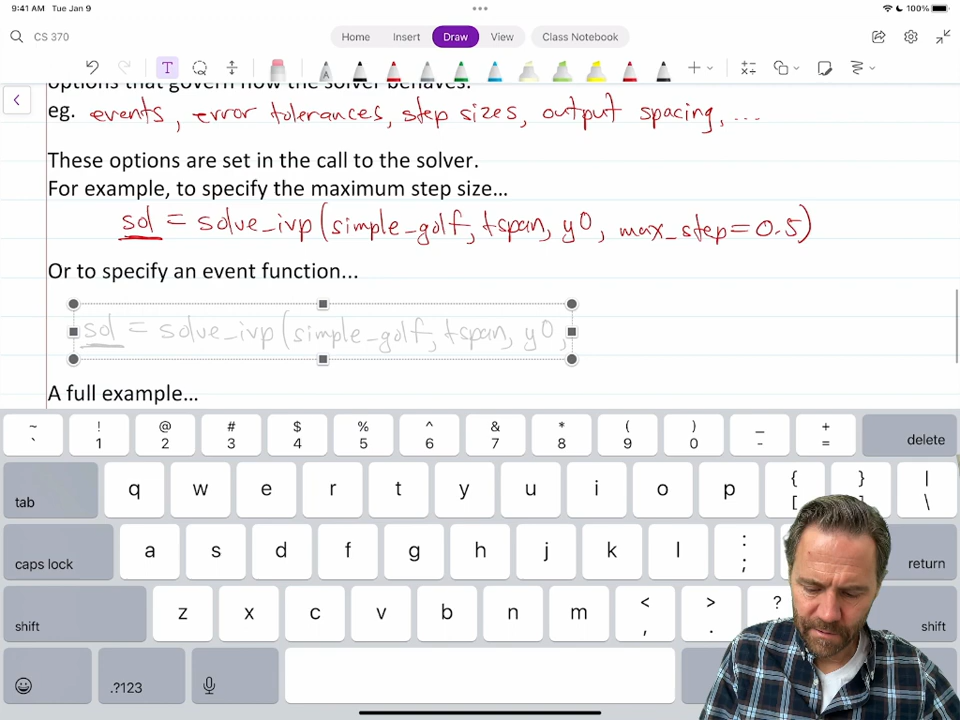 9:41 AM Tue Jan 9
100%
CS 370
Home Insert Draw View Class Notebook
options that govern how the solver behaves.
eg. events, error tolerances, step sizes, output spacing, ...
These options are set in the call to the solver.
For example, to specify the maximum step size...
sol = solve_ivp(simple_golf, tspan, y0, max_step=0.5)
Or to specify an event function...
sol = solve_ivp(simple_golf, tspan, y0,
A full example...
~ ! @ # $ % ^ & * ( ) _ +
` 1 2 3 4 5 6 7 8 9 0 - = delete
tab q w e r t y u i o p { [ } | \
caps lock a s d f g h j k l : ; return
shift z x c v b n m < , > . ? shift
.?123